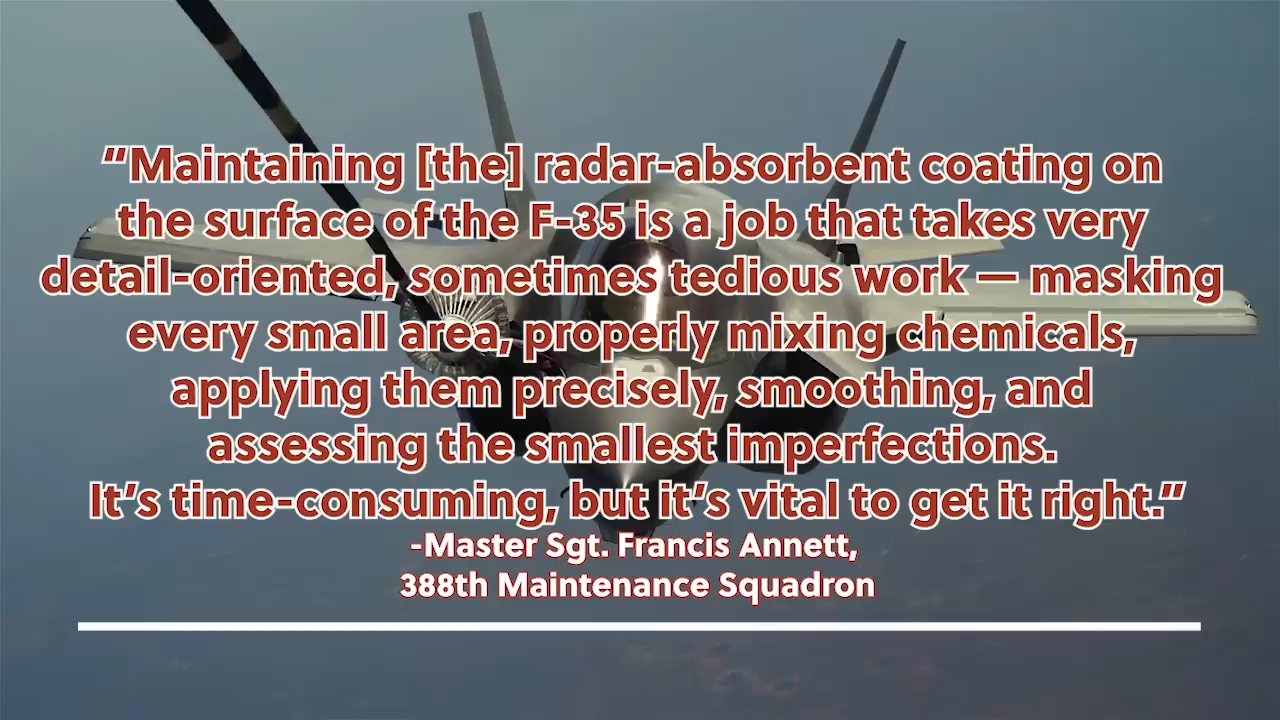 “Maintaining [the] radar-absorbent coating on
the surface of the F-35 is a job that takes very
detail-oriented, sometimes tedious work — masking
every small area, properly mixing chemicals,
applying them precisely, smoothing, and
assessing the smallest imperfections.
It’s time-consuming, but it’s vital to get it right.”
-Master Sgt. Francis Annett,
388th Maintenance Squadron